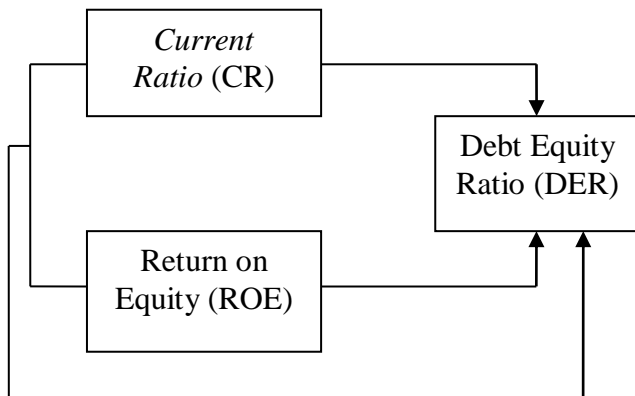 Current
Ratio (CR)
Debt Equity
Ratio (DER)
Return on
Equity (ROE)